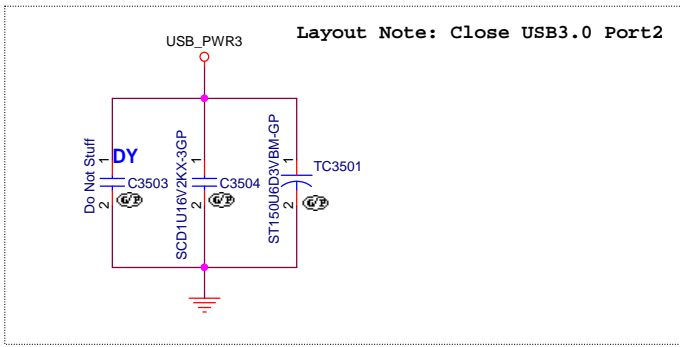 Layout Note: Close USB3.0 Port2
USB_PWR3
Do Not Stuff
1
DY
C3503
2
G/P
SCD1U16V2KX-3GP
1
C3504
2
G/P
ST150U6D3VBM-GP
1
TC3501
2
G/P